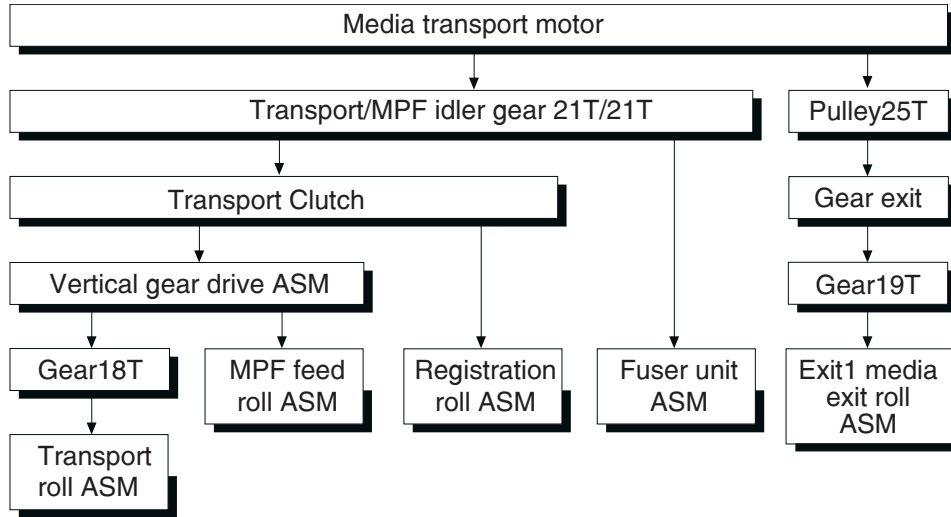 Media transport motor
Transport/MPF idler gear 21T/21T
Pulley25T
Transport Clutch
Gear exit
Vertical gear drive ASM
Gear19T
Gear18T
MPF feed
roll ASM
Registration
roll ASM
Fuser unit
ASM
Exit1 media
exit roll
ASM
Transport
roll ASM